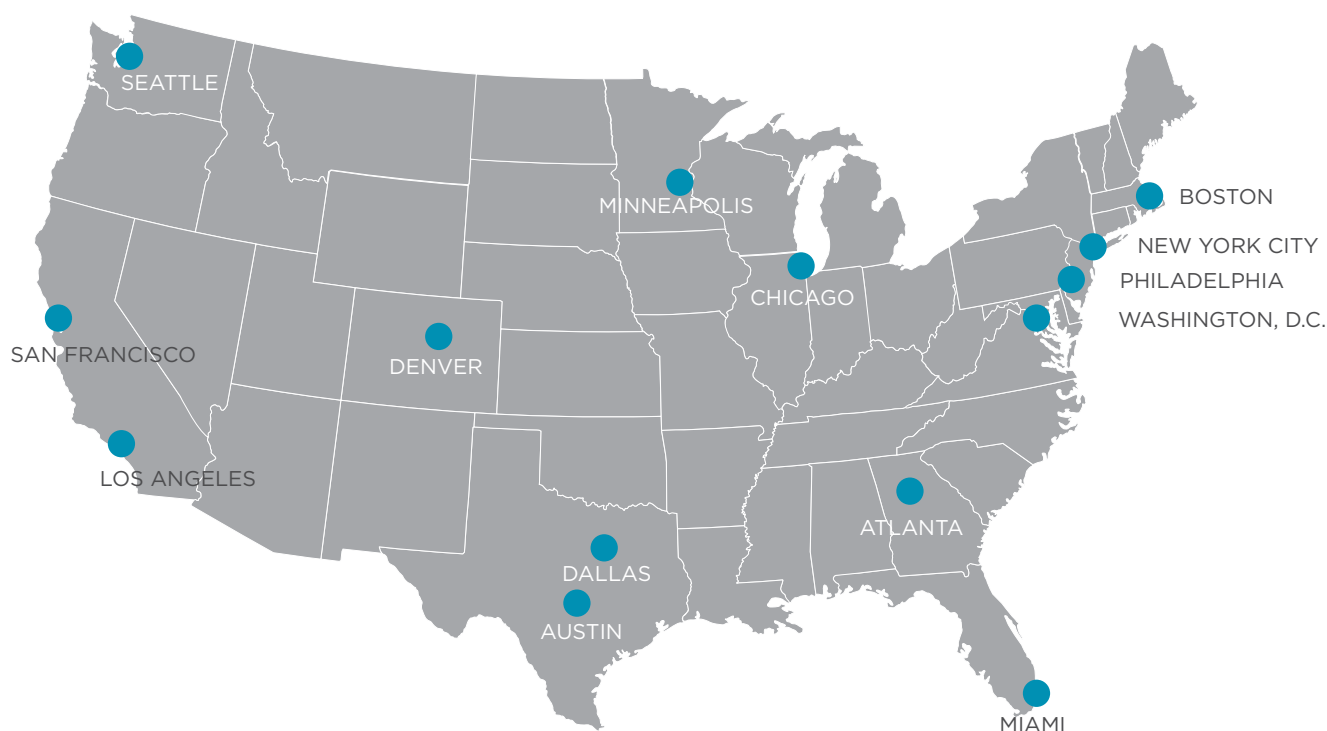 SEATTLE
BOSTON
MINNEAPOLIS
NEW YORK CITY
PHILADELPHIA
CHICAGO
WASHINGTON, D.C.
SAN FRANCISCO
DENVER
LOS ANGELES
ATLANTA
DALLAS
AUSTIN
MIAMI